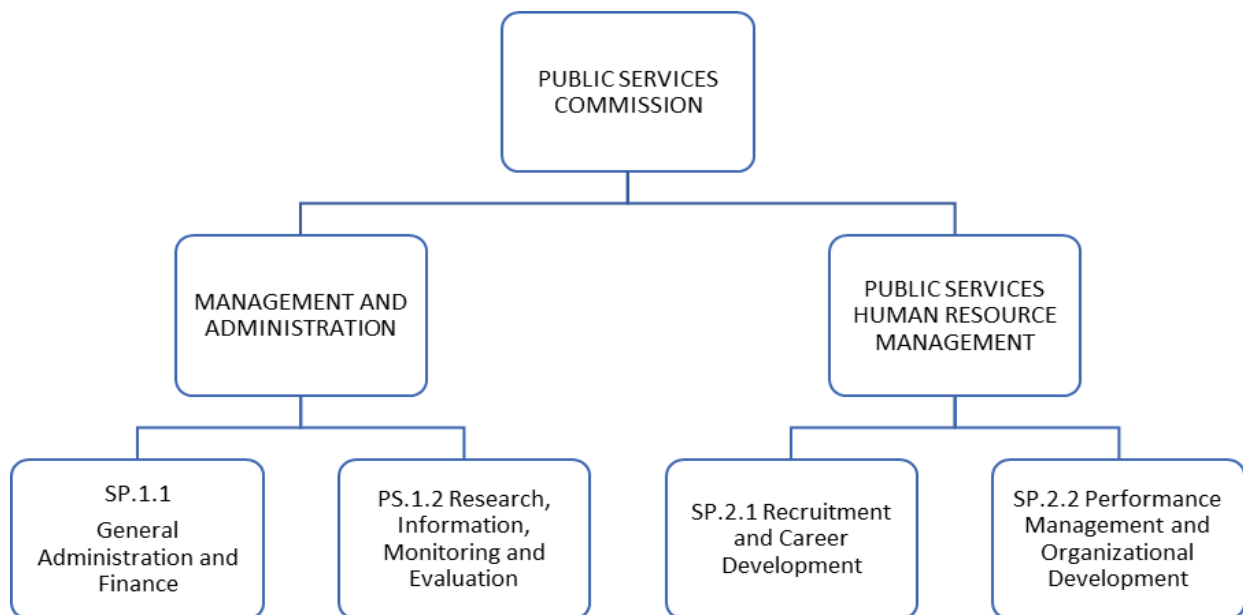 PUBLIC SERVICES
COMMISSION
MANAGEMENT AND
ADMINISTRATION
PUBLIC SERVICES
HUMAN RESOURCE
MANAGEMENT
SP.1.1
General
Administration and
Finance
PS.1.2 Research,
Information,
Monitoring and
Evaluation
SP.2.1 Recruitment
and Career
Development
SP.2.2 Performance
Management and
Organizational
Development